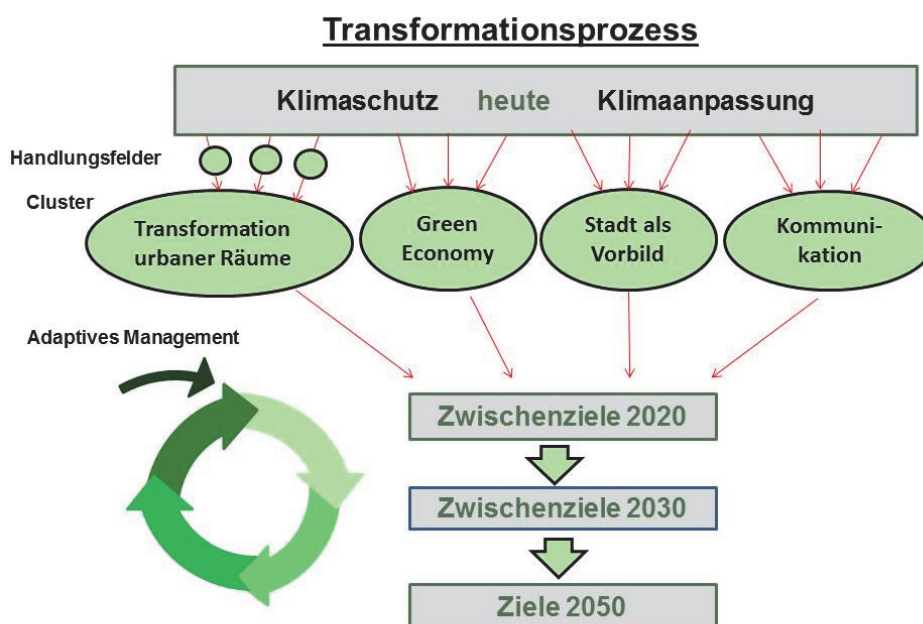 Transformationsprozess
Klimaschutz heute Klimaanpassung
Handlungsfelder
Cluster
Transformation
urbaner Räume
Green
Economy
Stadt als
Vorbild
Kommuni-
kation
Adaptives Management
Zwischenziele 2020
Zwischenziele 2030
Ziele 2050